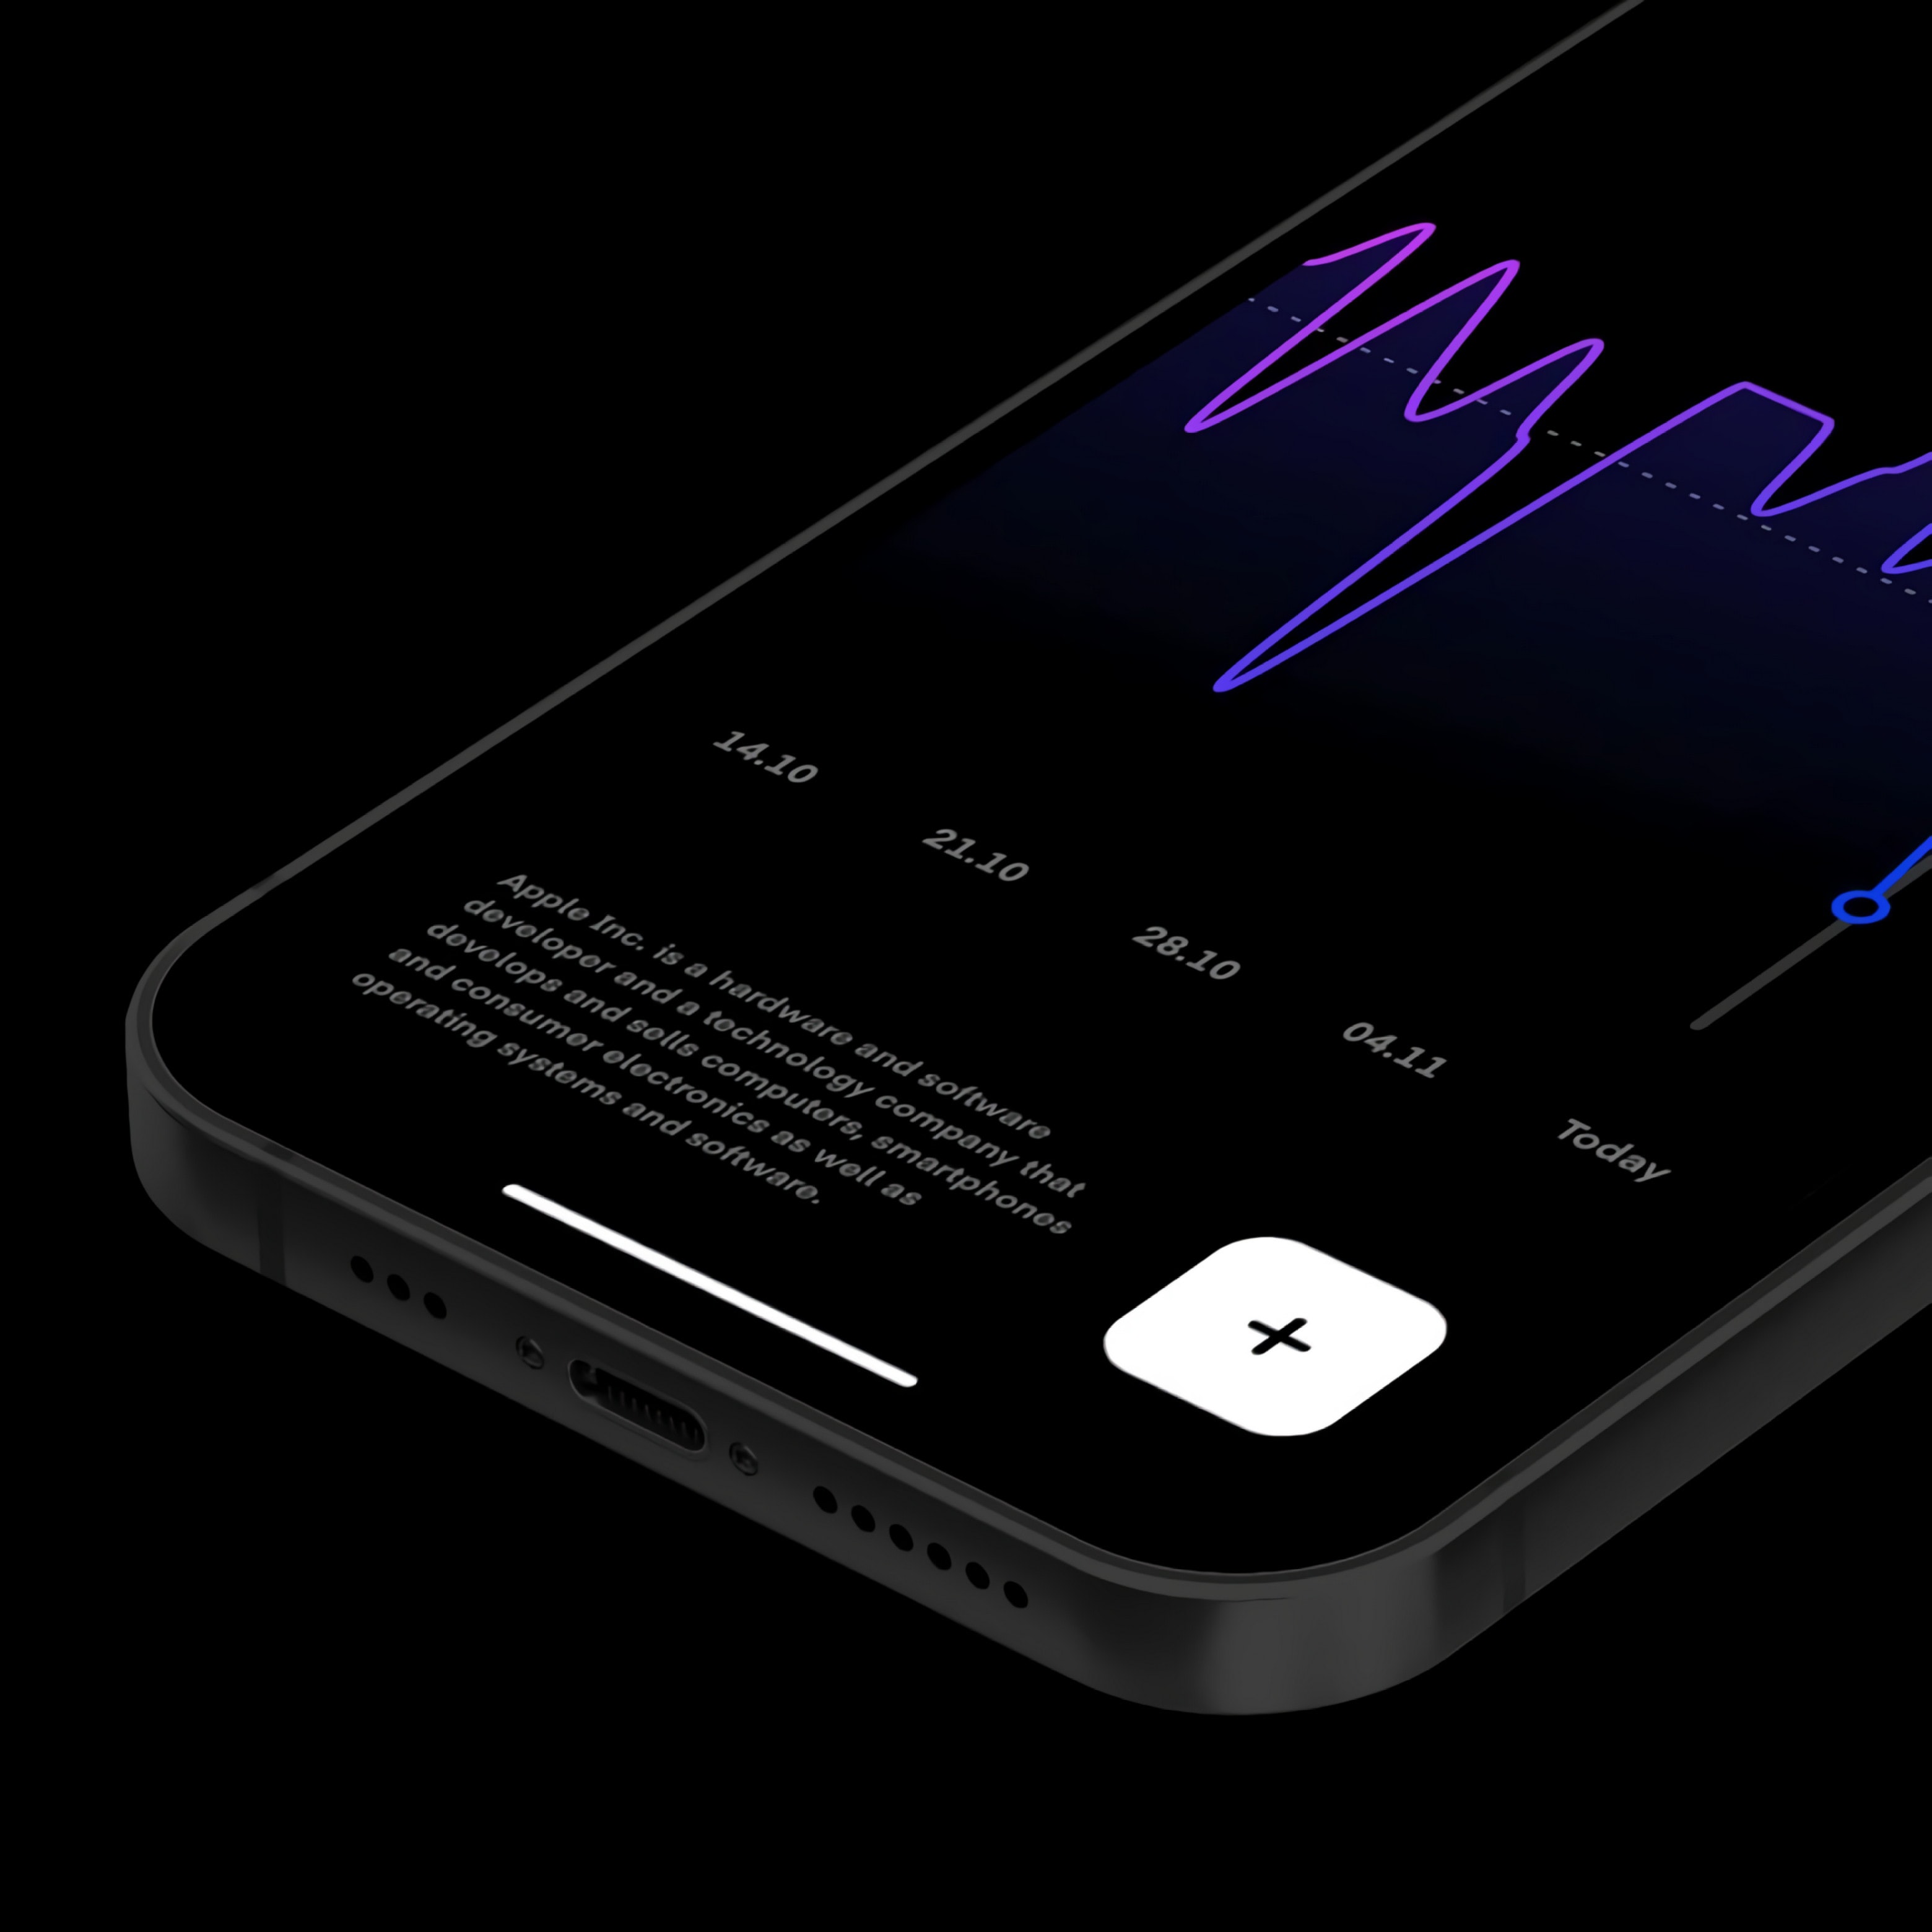 14.10
21.10
28.10
04.11
Today
Apple Inc. is a hardware and software
developer and a technology company that
develops and sells computers, smartphones
and consumer electronics as well as
operating systems and software.